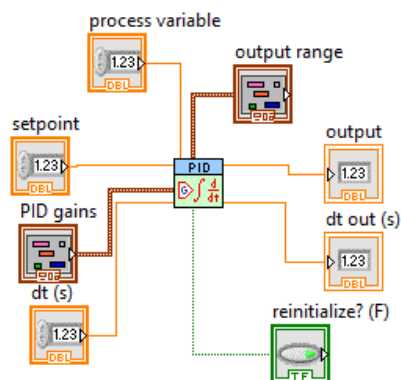 process variable
1.23
DBL
output range
setpoint
1.23
DBL
PID
G ∫ d/dt
output
1.23
DBL
PID gains
dt out (s)
1.23
DBL
dt (s)
1.23
DBL
reinitialize? (F)
TF